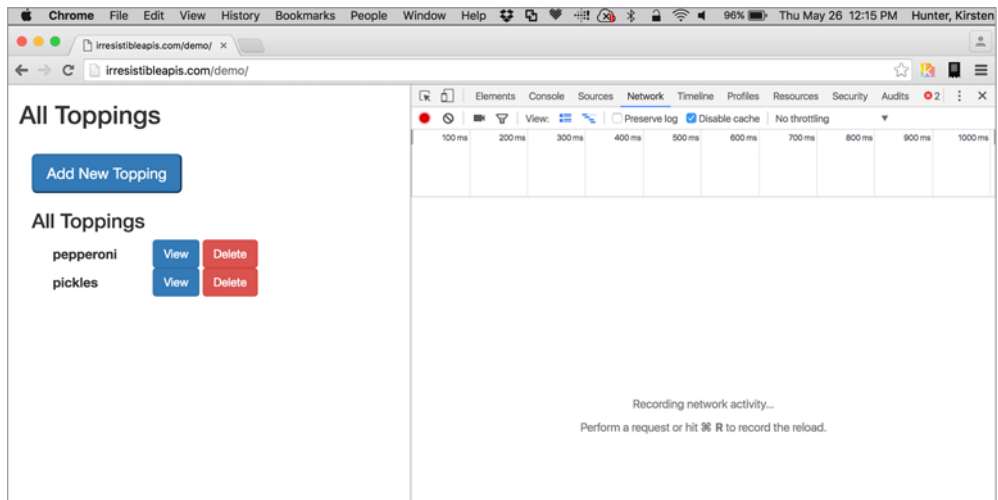 Chrome File Edit View History Bookmarks People Window Help 96% Thu May 26 12:15 PM Hunter, Kirsten
irresistibleapis.com/demo/ ×
irresistibleapis.com/demo/
Elements Console Sources Network Timeline Profiles Resources Security Audits 2
View: Preserve log Disable cache No throttling
100 ms 200 ms 300 ms 400 ms 500 ms 600 ms 700 ms 800 ms 900 ms 1000 ms
All Toppings
Add New Topping
All Toppings
pepperoni View Delete
pickles View Delete
Recording network activity...
Perform a request or hit ⌘ R to record the reload.